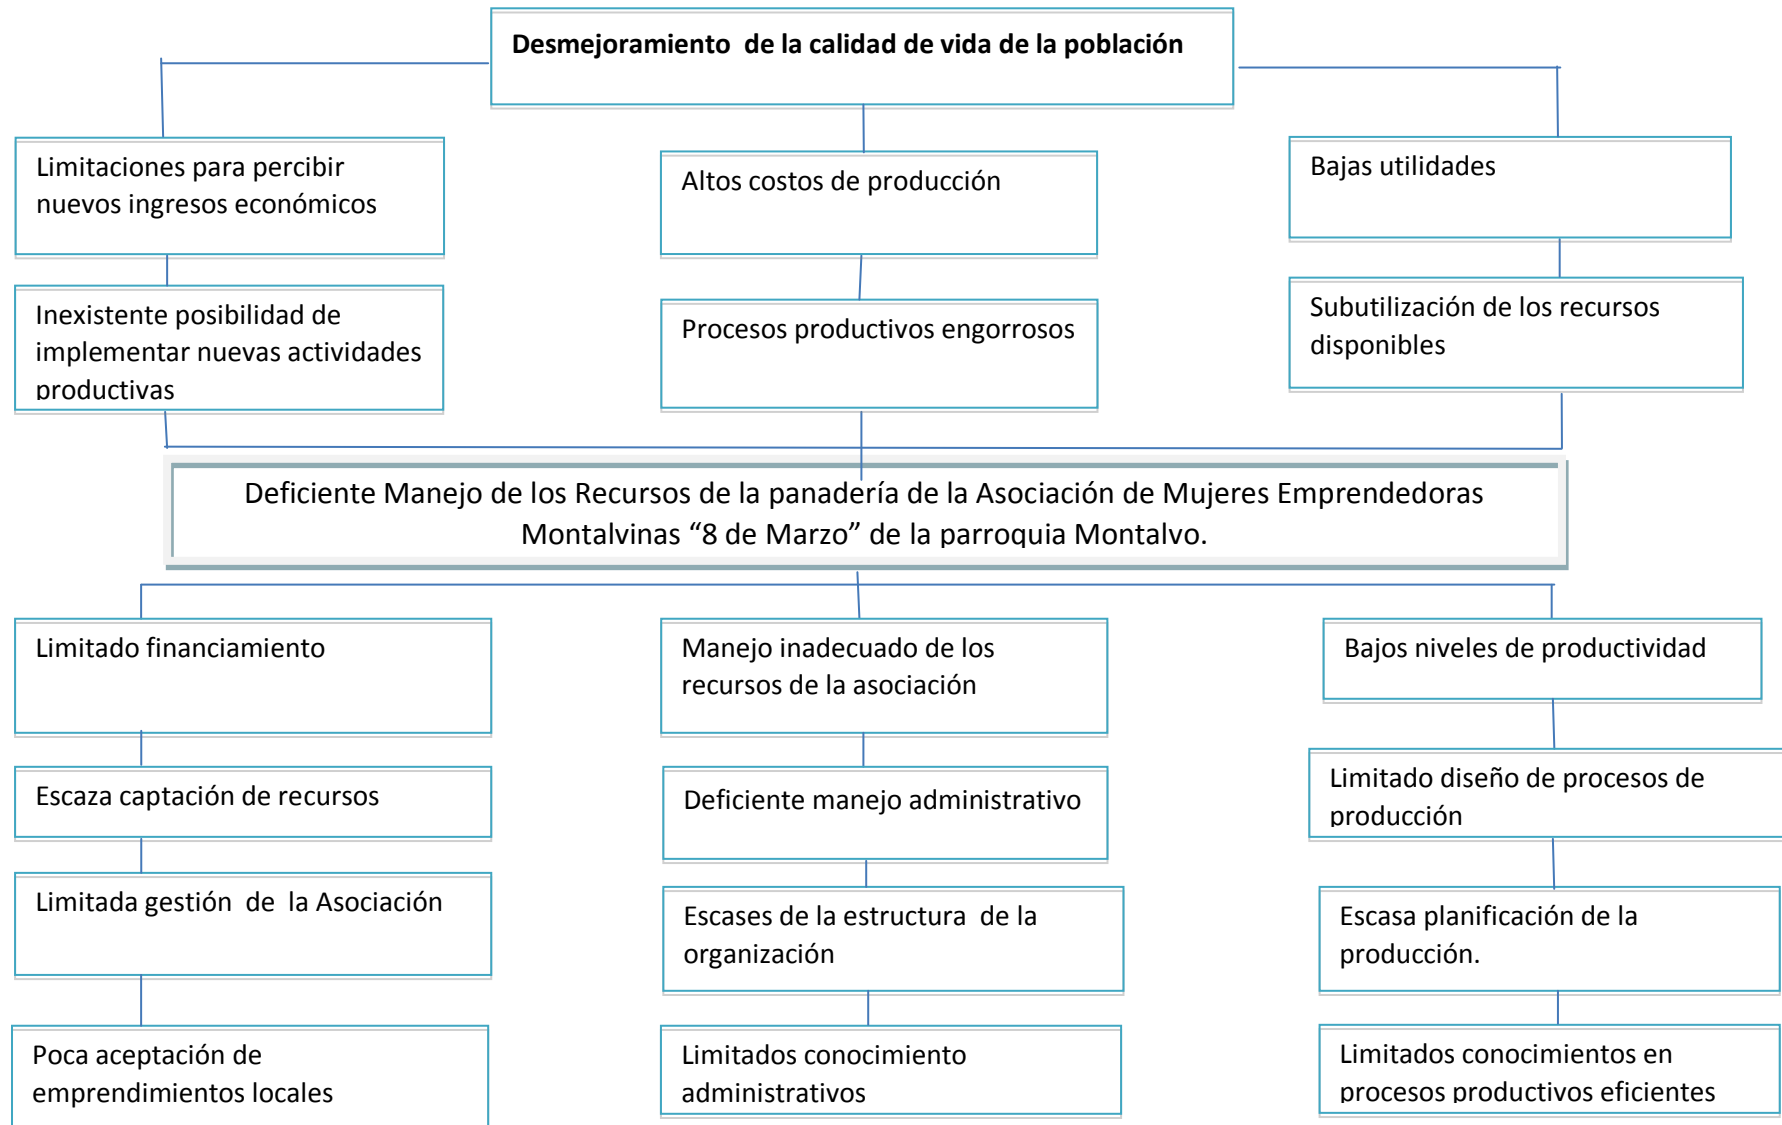 Desmejoramiento de la calidad de vida de la población
Limitaciones para percibir
nuevos ingresos económicos
Altos costos de producción
Bajas utilidades
Inexistente posibilidad de
implementar nuevas actividades
productivas
Procesos productivos engorrosos
Subutilización de los recursos
disponibles
Deficiente Manejo de los Recursos de la panadería de la Asociación de Mujeres Emprendedoras
Montalvinas “8 de Marzo” de la parroquia Montalvo.
Limitado financiamiento
Manejo inadecuado de los
recursos de la asociación
Bajos niveles de productividad
Escaza captación de recursos
Deficiente manejo administrativo
Limitado diseño de procesos de
producción
Limitada gestión de la Asociación
Escases de la estructura de la
organización
Escasa planificación de la
producción.
Poca aceptación de
emprendimientos locales
Limitados conocimiento
administrativos
Limitados conocimientos en
procesos productivos eficientes